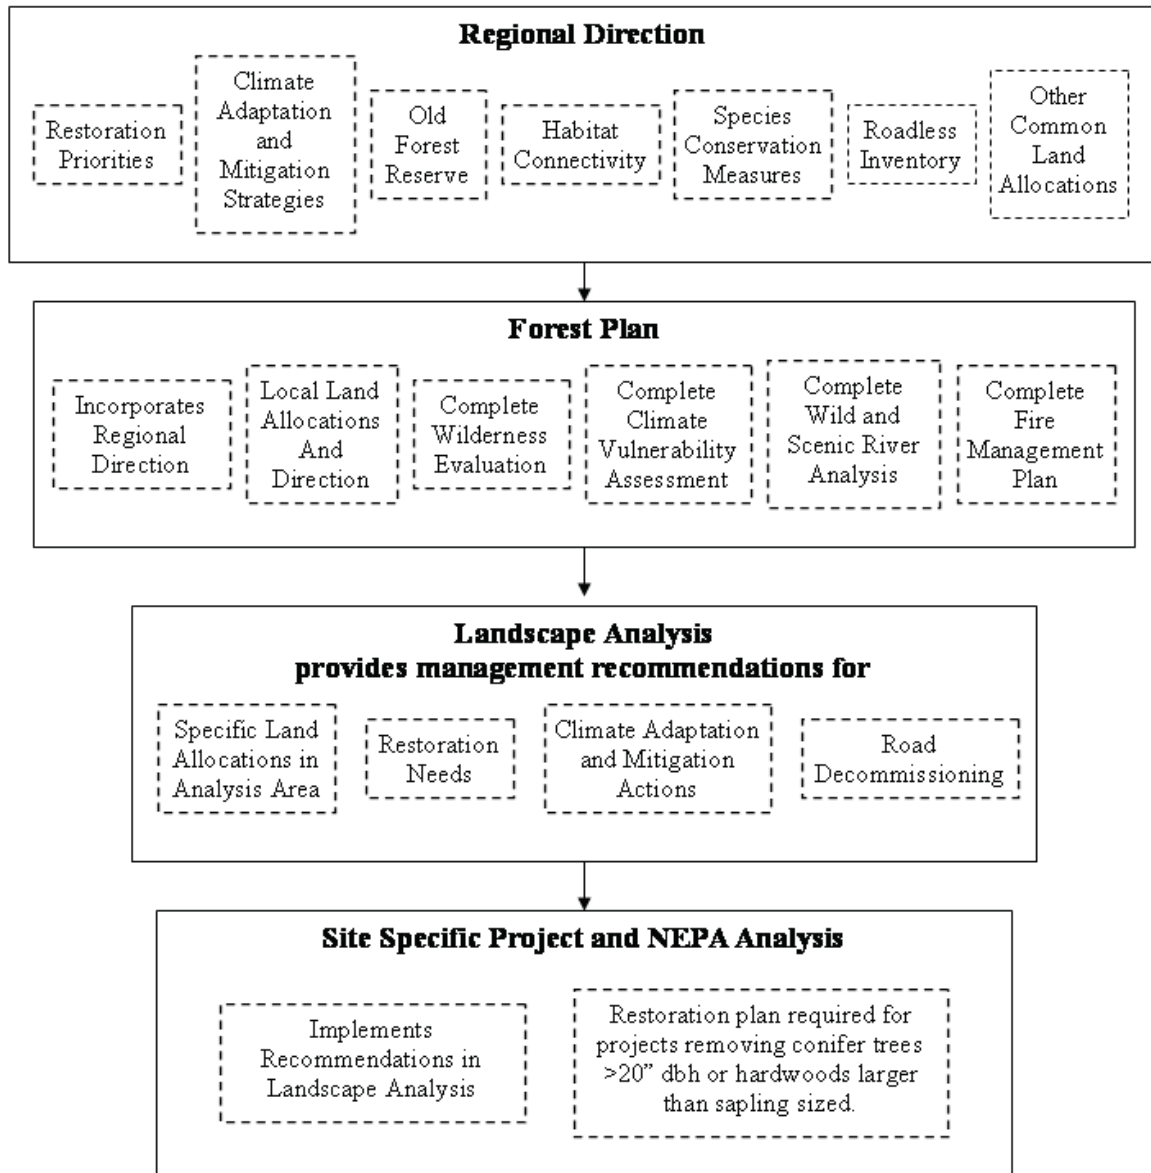 Regional Direction
Restoration
Priorities
Climate
Adaptation
and
Mitigation
Strategies
Old
Forest
Reserve
Habitat
Connectivity
Species
Conservation
Measures
Roadless
Inventory
Other
Common
Land
Allocations
Forest Plan
Incorporates
Regional
Direction
Local Land
Allocations
And
Direction
Complete
Wilderness
Evaluation
Complete
Climate
Vulnerability
Assessment
Complete
Wild and
Scenic River
Analysis
Complete
Fire
Management
Plan
Landscape Analysis
provides management recommendations for
Specific Land
Allocations in
Analysis Area
Restoration
Needs
Climate Adaptation
and Mitigation
Actions
Road
Decommissioning
Site Specific Project and NEPA Analysis
Implements
Recommendations in
Landscape Analysis
Restoration plan required for
projects removing conifer trees
>20” dbh or hardwoods larger
than sapling sized.